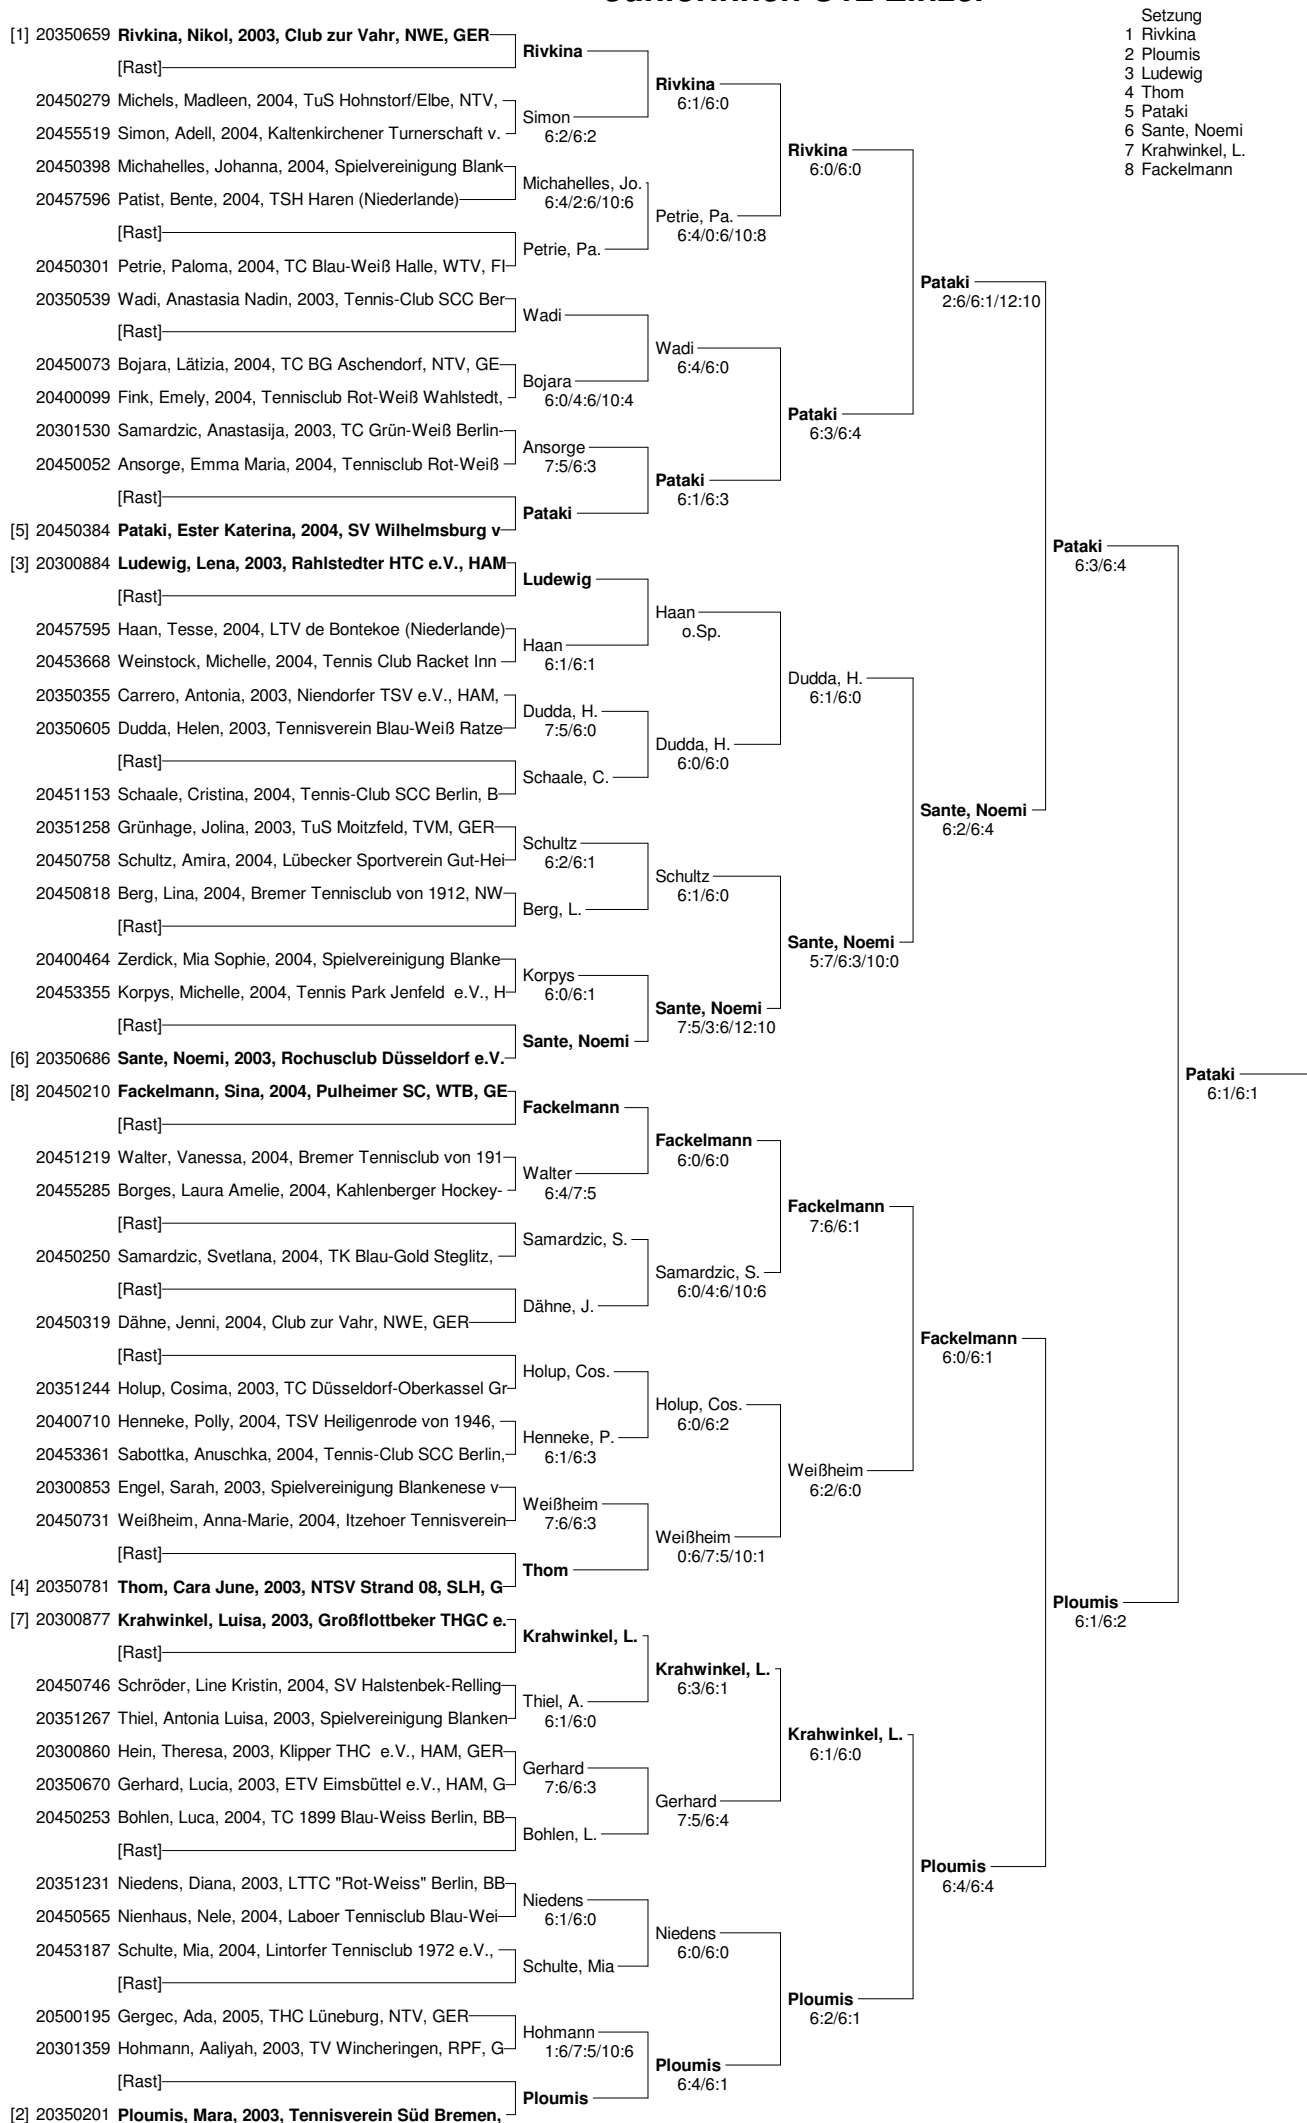 Setzung
1 Rivkina
2 Ploumis
3 Ludewig
4 Thom
5 Pataki
6 Sante, Noemi
7 Krahwinkel, L.
8 Fackelmann
[1] 20350659 Rivkina, Nikol, 2003, Club zur Vahr, NWE, GER
[Rast]
20450279 Michels, Madleen, 2004, TuS Hohnstorf/Elbe, NTV,
20455519 Simon, Adell, 2004, Kaltenkirchener Turnerschaft v.
20450398 Michahelles, Johanna, 2004, Spielvereinigung Blank
20457596 Patist, Bente, 2004, TSH Haren (Niederlande)
[Rast]
20450301 Petrie, Paloma, 2004, TC Blau-Weiß Halle, WTV, FI
20350539 Wadi, Anastasia Nadin, 2003, Tennis-Club SCC Ber
[Rast]
20450073 Bojara, Lätizia, 2004, TC BG Aschendorf, NTV, GE
20400099 Fink, Emely, 2004, Tennisclub Rot-Weiß Wahlstedt,
20301530 Samardzic, Anastasija, 2003, TC Grün-Weiß Berlin-
20450052 Ansorge, Emma Maria, 2004, Tennisclub Rot-Weiß
[Rast]
[5] 20450384 Pataki, Ester Katerina, 2004, SV Wilhelmsburg v
[3] 20300884 Ludewig, Lena, 2003, Rahlstedter HTC e.V., HAM
[Rast]
20457595 Haan, Tesse, 2004, LTV de Bontekoe (Niederlande)
20453668 Weinstock, Michelle, 2004, Tennis Club Racket Inn
20350355 Carrero, Antonia, 2003, Niendorfer TSV e.V., HAM,
20350605 Dudda, Helen, 2003, Tennisverein Blau-Weiß Ratze
[Rast]
20451153 Schaale, Cristina, 2004, Tennis-Club SCC Berlin, B
20351258 Grünhage, Jolina, 2003, TuS Moitzfeld, TVM, GER
20450758 Schultz, Amira, 2004, Lübecker Sportverein Gut-Hei
20450818 Berg, Lina, 2004, Bremer Tennisclub von 1912, NW
[Rast]
20400464 Zerdick, Mia Sophie, 2004, Spielvereinigung Blanke
20453355 Korpys, Michelle, 2004, Tennis Park Jenfeld e.V., H
[Rast]
[6] 20350686 Sante, Noemi, 2003, Rochusclub Düsseldorf e.V.
[8] 20450210 Fackelmann, Sina, 2004, Pulheimer SC, WTB, GE
[Rast]
20451219 Walter, Vanessa, 2004, Bremer Tennisclub von 191
20455285 Borges, Laura Amelie, 2004, Kahlenberger Hockey-
[Rast]
20450250 Samardzic, Svetlana, 2004, TK Blau-Gold Steglitz,
[Rast]
20450319 Dähne, Jenni, 2004, Club zur Vahr, NWE, GER
[Rast]
20351244 Holup, Cosima, 2003, TC Düsseldorf-Oberkassel Gr
20400710 Henneke, Polly, 2004, TSV Heiligenrode von 1946,
20453361 Sabottka, Anuschka, 2004, Tennis-Club SCC Berlin,
20300853 Engel, Sarah, 2003, Spielvereinigung Blankenese v
20450731 Weißheim, Anna-Marie, 2004, Itzehoer Tennisverein
[Rast]
[4] 20350781 Thom, Cara June, 2003, NTSV Strand 08, SLH, G
[7] 20300877 Krahwinkel, Luisa, 2003, Großflottbeker THGC e.
[Rast]
20450746 Schröder, Line Kristin, 2004, SV Halstenbek-Relling
20351267 Thiel, Antonia Luisa, 2003, Spielvereinigung Blanken
20300860 Hein, Theresa, 2003, Klipper THC e.V., HAM, GER
20350670 Gerhard, Lucia, 2003, ETV Eimsbüttel e.V., HAM, G
20450253 Bohlen, Luca, 2004, TC 1899 Blau-Weiss Berlin, BB
[Rast]
20351231 Niedens, Diana, 2003, LTTC "Rot-Weiss" Berlin, BB
20450565 Nienhaus, Nele, 2004, Laboer Tennisclub Blau-Wei
20453187 Schulte, Mia, 2004, Lintorfer Tennisclub 1972 e.V.,
[Rast]
20500195 Gergec, Ada, 2005, THC Lüneburg, NTV, GER
20301359 Hohmann, Aaliyah, 2003, TV Wincheringen, RPF, G
[Rast]
[2] 20350201 Ploumis, Mara, 2003, Tennisverein Süd Bremen,
Rivkina
Simon
6:2/6:2
Michahelles, Jo.
6:4/2:6/10:6
Petrie, Pa.
Wadi
Bojara
6:0/4:6/10:4
Ansorge
7:5/6:3
Pataki
Ludewig
Haan
6:1/6:1
Dudda, H.
7:5/6:0
Schaale, C.
Schultz
6:2/6:1
Berg, L.
Korpys
6:0/6:1
Sante, Noemi
Fackelmann
Walter
6:4/7:5
Samardzic, S.
Dähne, J.
Holup, Cos.
Henneke, P.
6:1/6:3
Weißheim
7:6/6:3
Thom
Krahwinkel, L.
Thiel, A.
6:1/6:0
Gerhard
7:6/6:3
Bohlen, L.
Niedens
6:1/6:0
Schulte, Mia
Hohmann
1:6/7:5/10:6
Ploumis
Rivkina
6:1/6:0
Petrie, Pa.
6:4/0:6/10:8
Wadi
6:4/6:0
Pataki
6:1/6:3
Haan
o.Sp.
Dudda, H.
6:0/6:0
Schultz
6:1/6:0
Sante, Noemi
7:5/3:6/12:10
Fackelmann
6:0/6:0
Samardzic, S.
6:0/4:6/10:6
Holup, Cos.
6:0/6:2
Weißheim
0:6/7:5/10:1
Krahwinkel, L.
6:3/6:1
Gerhard
7:5/6:4
Niedens
6:0/6:0
Ploumis
6:4/6:1
Rivkina
6:0/6:0
Pataki
6:3/6:4
Dudda, H.
6:1/6:0
Sante, Noemi
5:7/6:3/10:0
Fackelmann
7:6/6:1
Weißheim
6:2/6:0
Krahwinkel, L.
6:1/6:0
Ploumis
6:2/6:1
Pataki
2:6/6:1/12:10
Sante, Noemi
6:2/6:4
Fackelmann
6:0/6:1
Ploumis
6:4/6:4
Pataki
6:3/6:4
Ploumis
6:1/6:2
Pataki
6:1/6:1